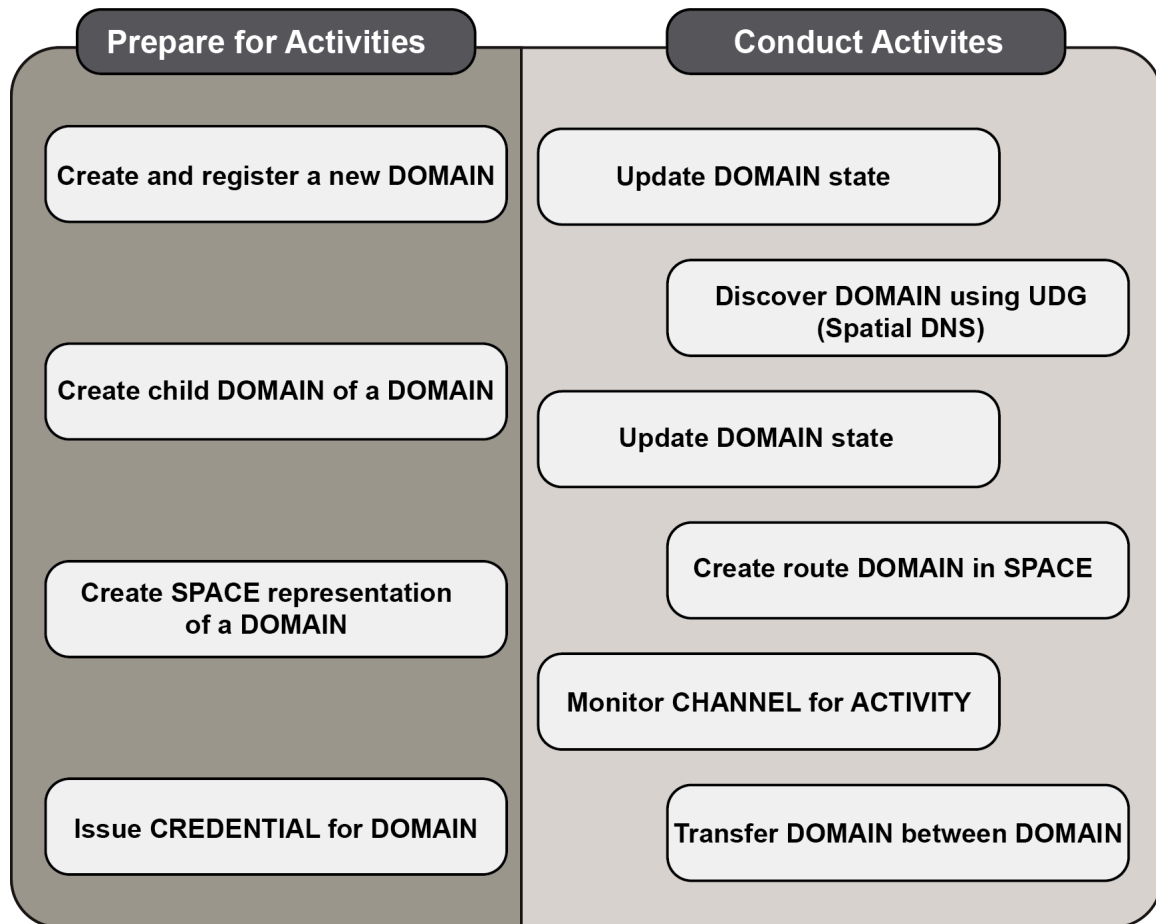 Prepare for Activities
Create and register a new DOMAIN
Create child DOMAIN of a DOMAIN
Create SPACE representation
of a DOMAIN
Issue CREDENTIAL for DOMAIN
Conduct Activites
Update DOMAIN state
Discover DOMAIN using UDG
(Spatial DNS)
Update DOMAIN state
Create route DOMAIN in SPACE
Monitor CHANNEL for ACTIVITY
Transfer DOMAIN between DOMAIN